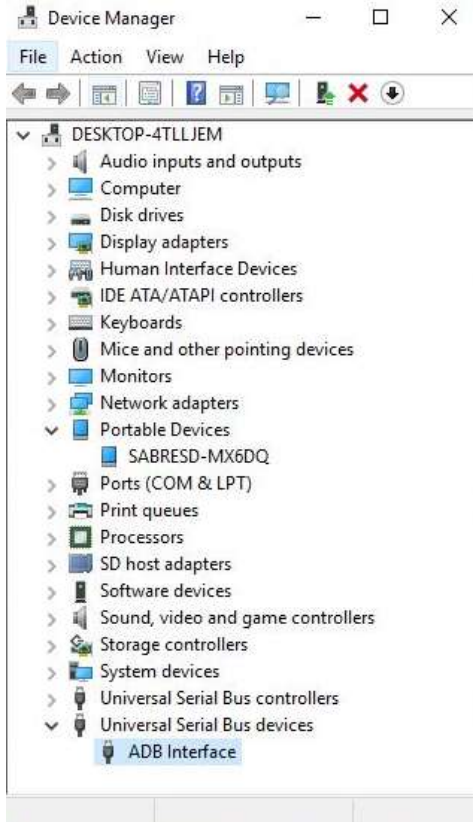 Device Manager
File Action View Help
DESKTOP-4TLLJEM
Audio inputs and outputs
Computer
Disk drives
Display adapters
Human Interface Devices
IDE ATA/ATAPI controllers
Keyboards
Mice and other pointing devices
Monitors
Network adapters
Portable Devices
SABRESD-MX6DQ
Ports (COM & LPT)
Print queues
Processors
SD host adapters
Software devices
Sound, video and game controllers
Storage controllers
System devices
Universal Serial Bus controllers
Universal Serial Bus devices
ADB Interface